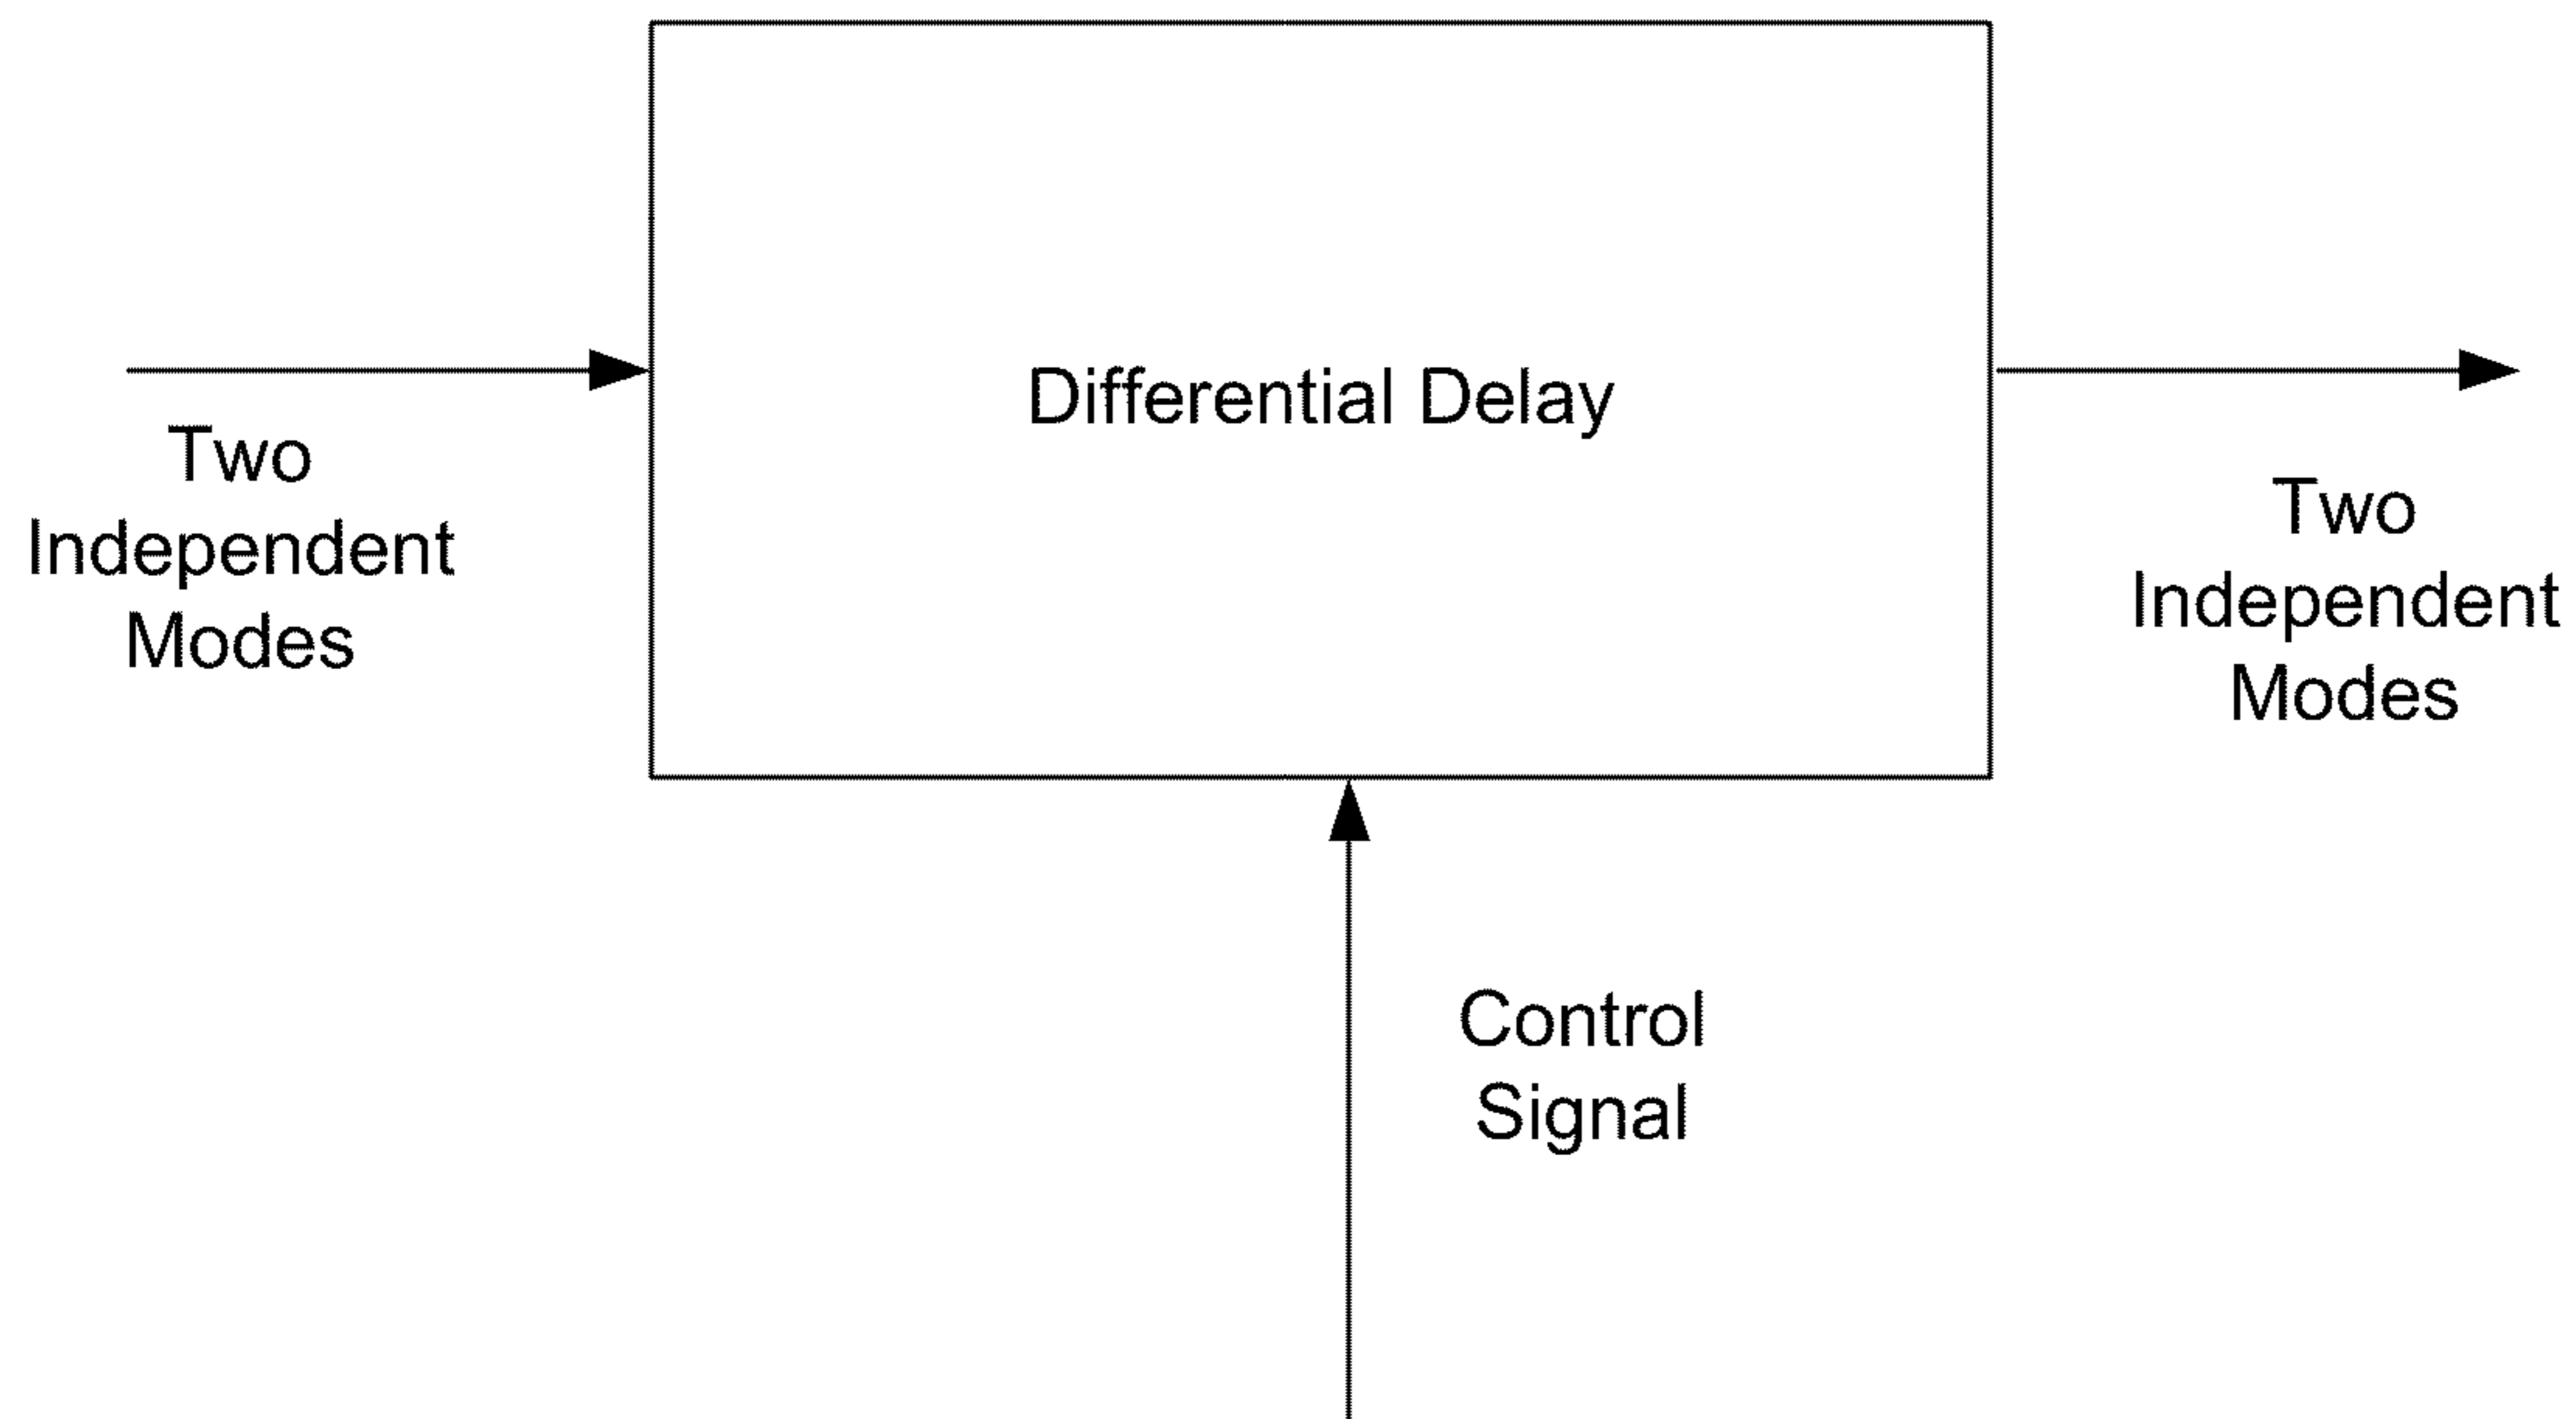 Differential Delay
Two
Independent
Modes
Two
Independent
Modes
Control
Signal